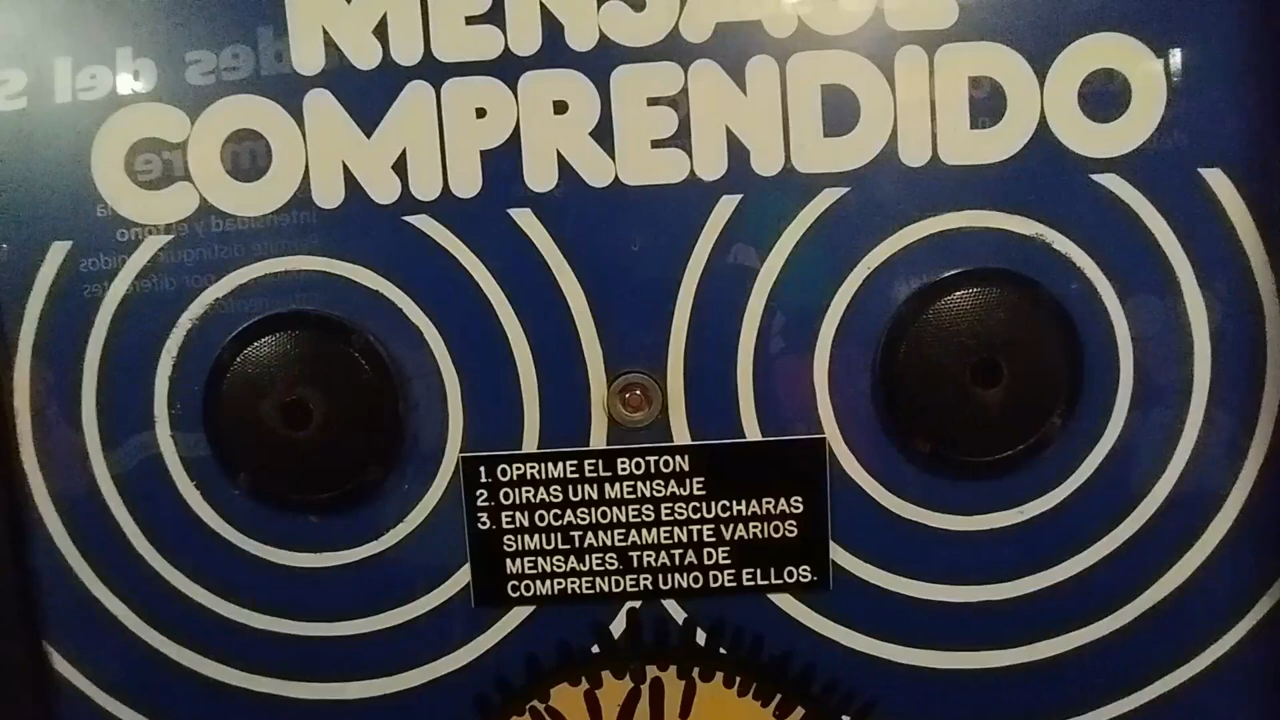 MENSAJE
COMPRENDIDO
1. OPRIME EL BOTON
2. OIRAS UN MENSAJE
3. EN OCASIONES ESCUCHARAS
SIMULTANEAMENTE VARIOS
MENSAJES. TRATA DE
COMPRENDER UNO DE ELLOS.